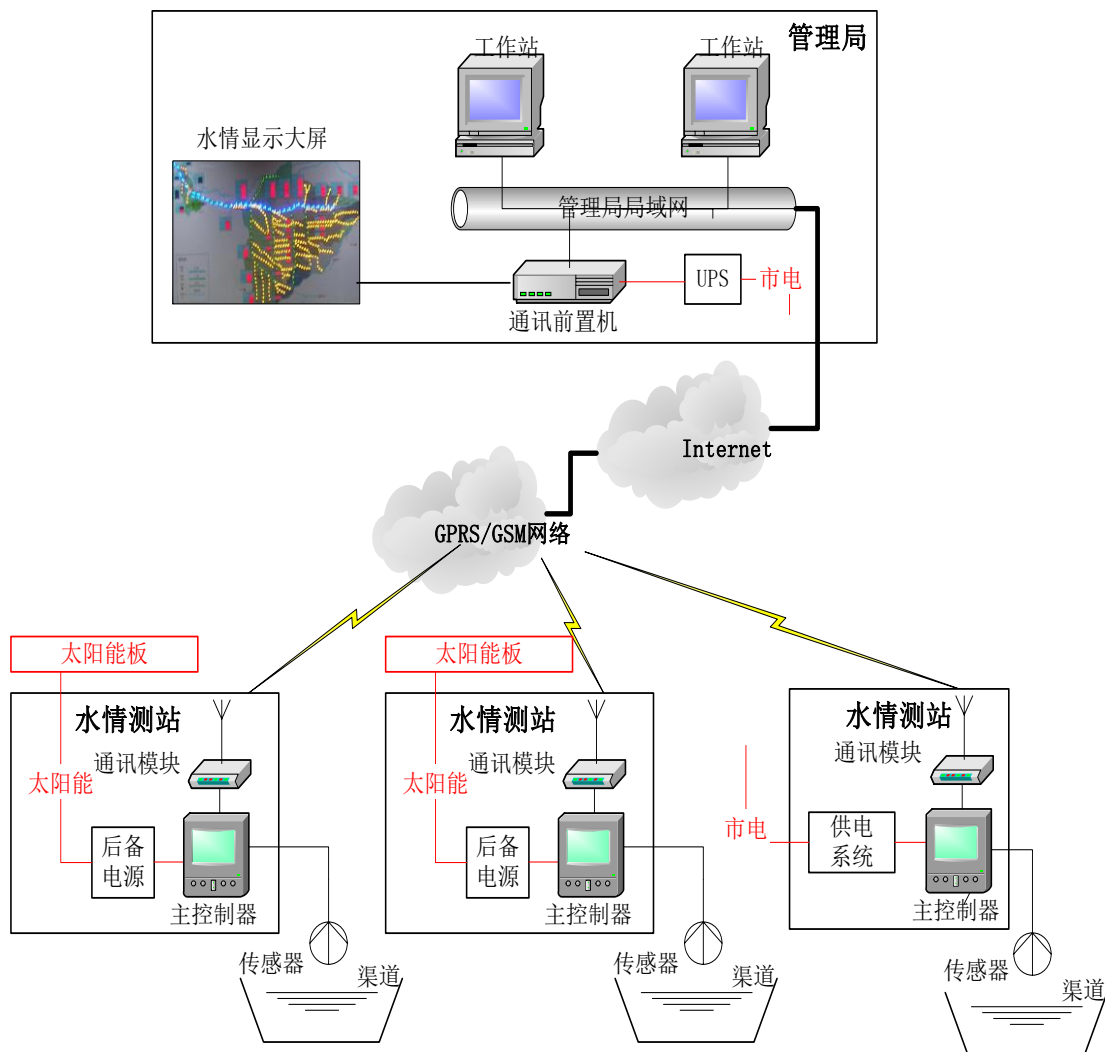 管理局
工作站
工作站
水情显示大屏
管理局局域网
UPS
市电
通讯前置机
Internet
GPRS/GSM网络
太阳能板
太阳能板
水情测站
水情测站
水情测站
通讯模块
通讯模块
通讯模块
太阳能
太阳能
市电
后备
电源
后备
电源
供电
系统
主控制器
主控制器
主控制器
传感器
渠道
传感器
渠道
传感器
渠道